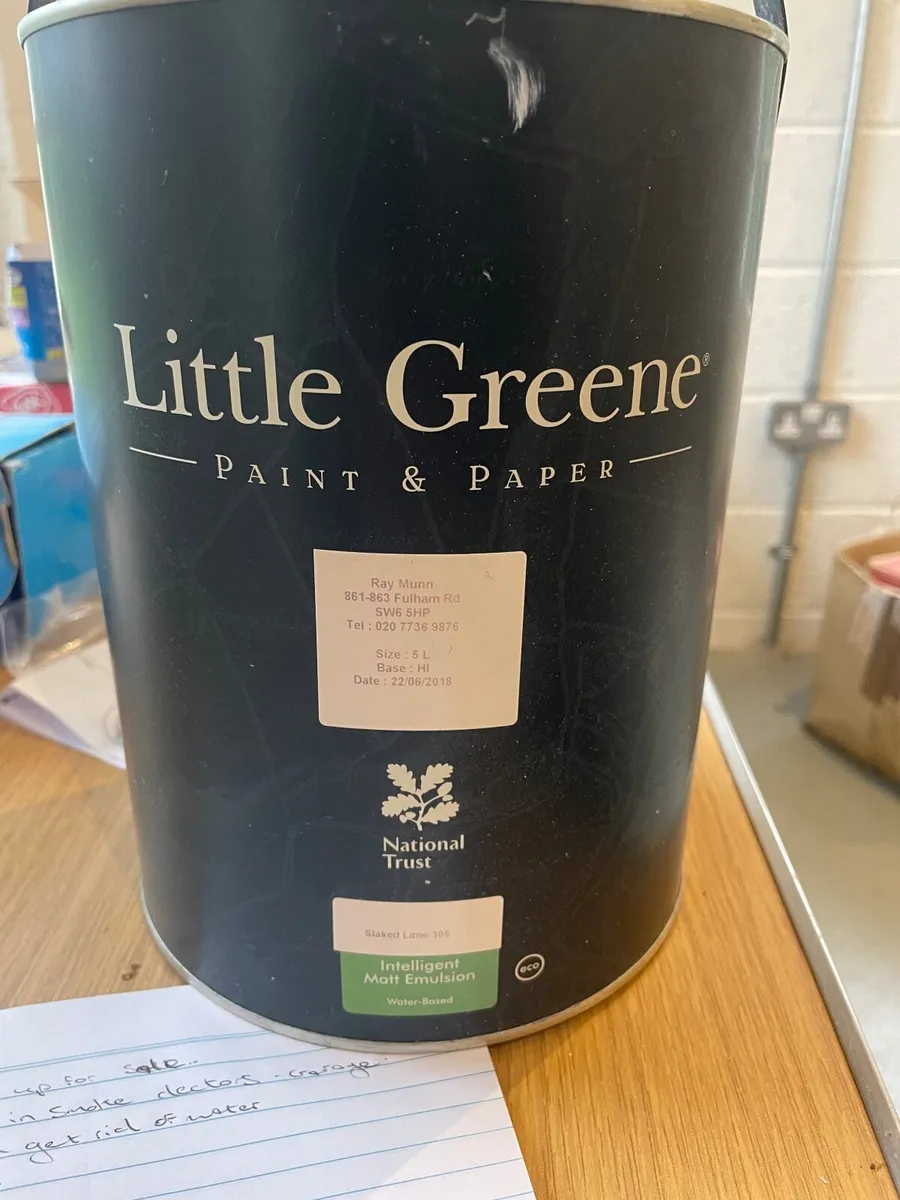 Little Greene®
PAINT & PAPER
Ray Munn
861-863 Fulham Rd
SW6 5HP
Tel : 020 7736 9876
Size : 5 L
Base : HI
Date : 22/06/2018
National
Trust
Slaked Lane 105
Intelligent
Matt Emulsion
Water-Based
eco
up for sale..
in smoke dectors. Garage.
get rid of water